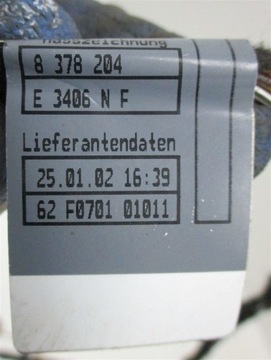 8 378 204
E 3406 N F
Lieferantendaten
25.01.02 16:39
62 F0701 01011